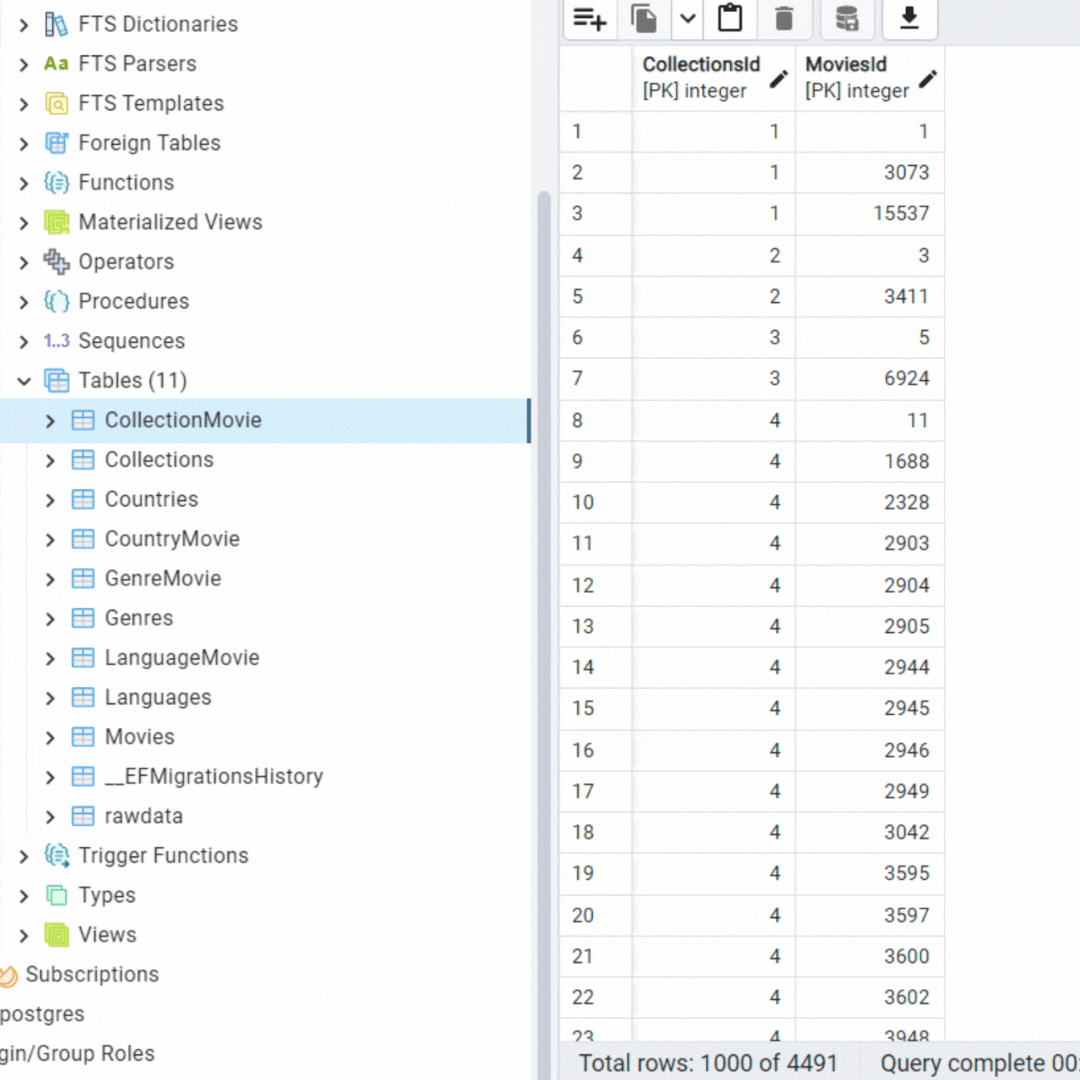 FTS Dictionaries
Aa FTS Parsers
FTS Templates
Foreign Tables
Functions
Materialized Views
Operators
Procedures
1..3 Sequences
Tables (11)
CollectionMovie
Collections
Countries
CountryMovie
GenreMovie
Genres
LanguageMovie
Languages
Movies
__EFMigrationsHistory
rawdata
Trigger Functions
Types
Views
Subscriptions
postgres
gin/Group Roles
CollectionsId MoviesId
[PK] integer [PK] integer
1 1 1
2 1 3073
3 1 15537
4 2 3
5 2 3411
6 3 5
7 3 6924
8 4 11
9 4 1688
10 4 2328
11 4 2903
12 4 2904
13 4 2905
14 4 2944
15 4 2945
16 4 2946
17 4 2949
18 4 3042
19 4 3595
20 4 3597
21 4 3600
22 4 3602
23 4 3948
Total rows: 1000 of 4491 Query complete 00: